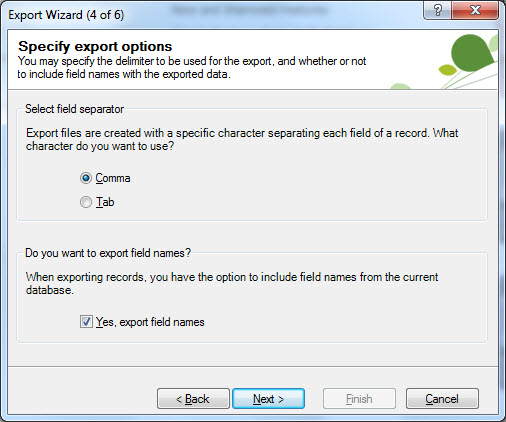 Export Wizard (4 of 6)
Specify export options
You may specify the delimiter to be used for the export, and whether or not
to include field names with the exported data.
Select field separator
Export files are created with a specific character separating each field of a record. What
character do you want to use?
Comma
Tab
Do you want to export field names?
When exporting records, you have the option to include field names from the current
database.
Yes, export field names
< Back Next > Finish Cancel